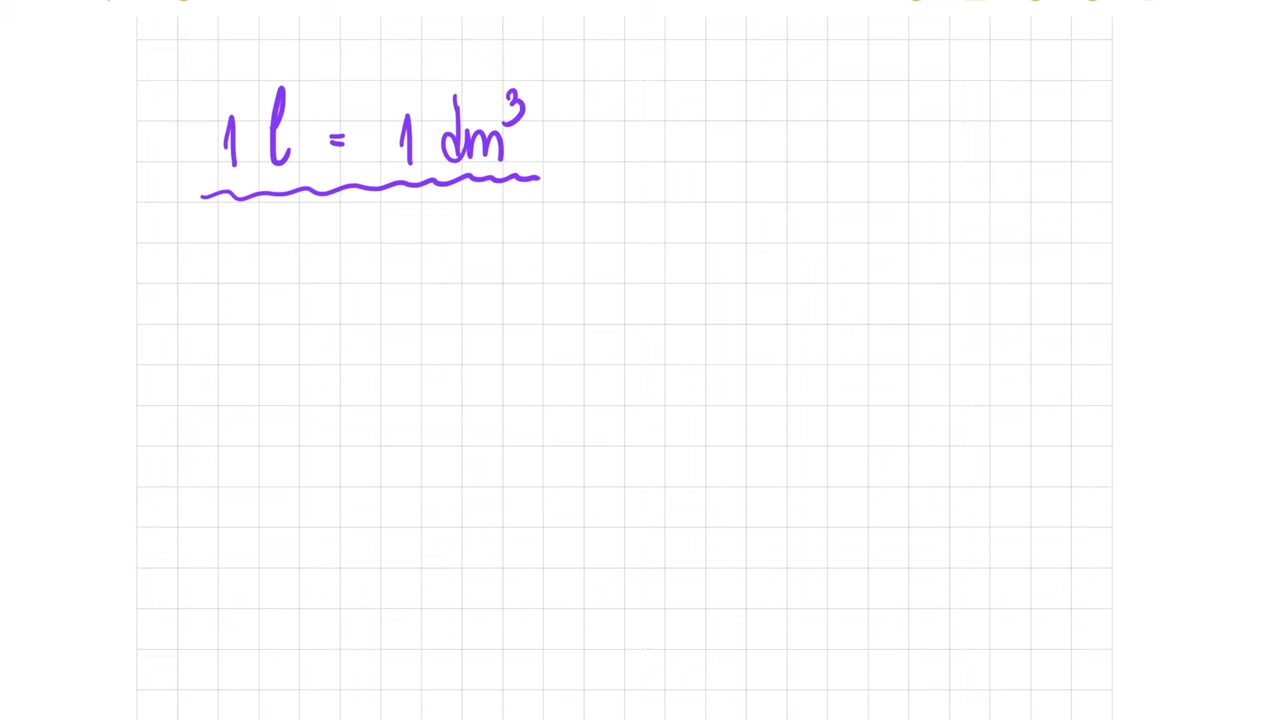 1 l = 1 dm³